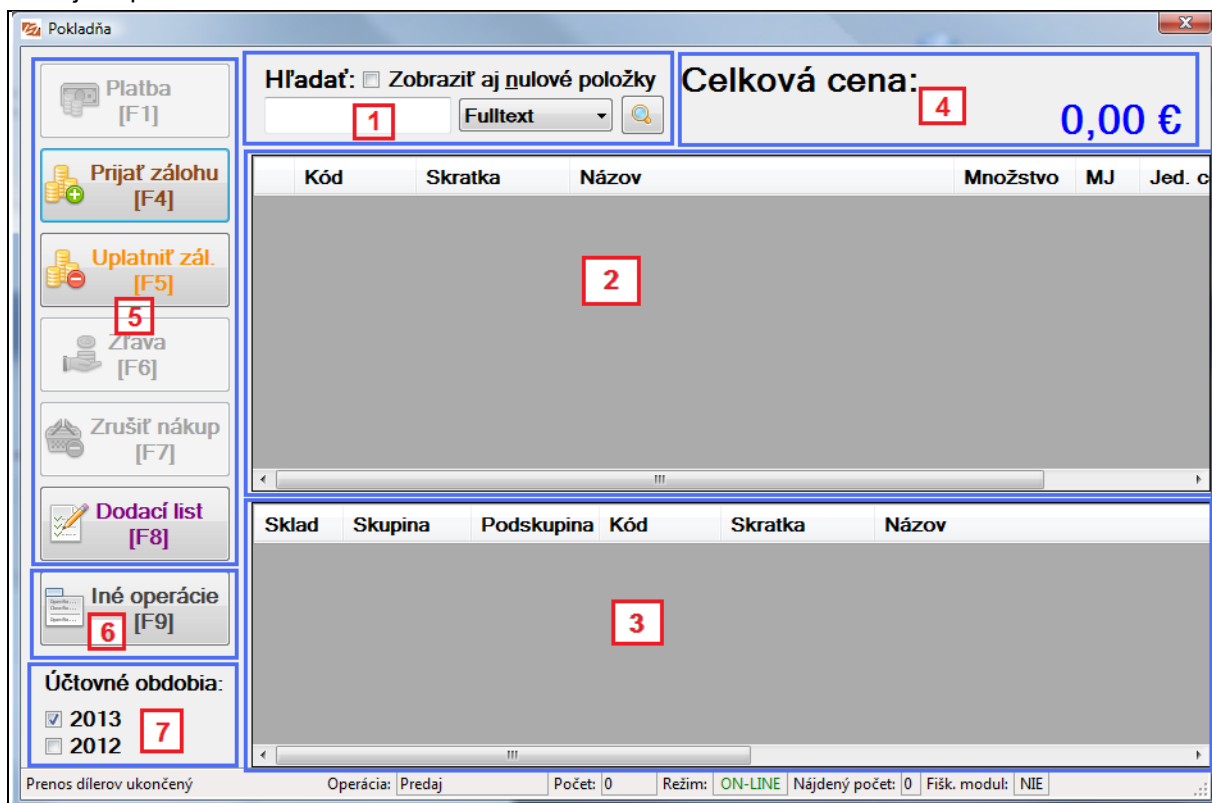 Pokladňa
Platba
[F1]
Prijať zálohu
[F4]
Uplatniť zál.
[F5]
5
Zľava
[F6]
Zrušiť nákup
[F7]
Dodací list
[F8]
Iné operácie
[F9]
6
Účtovné obdobia:
2013
7
2012
Hľadať: Zobraziť aj nulové položky
1 Fulltext
Celková cena:
4
0,00 €
Kód Skratka Názov Množstvo MJ Jed. c
2
Sklad Skupina Podskupina Kód Skratka Názov
3
Prenos dílerov ukončený Operácia: Predaj Počet: 0 Režim: ON-LINE Nájdený počet: 0 Fišk. modul: NIE